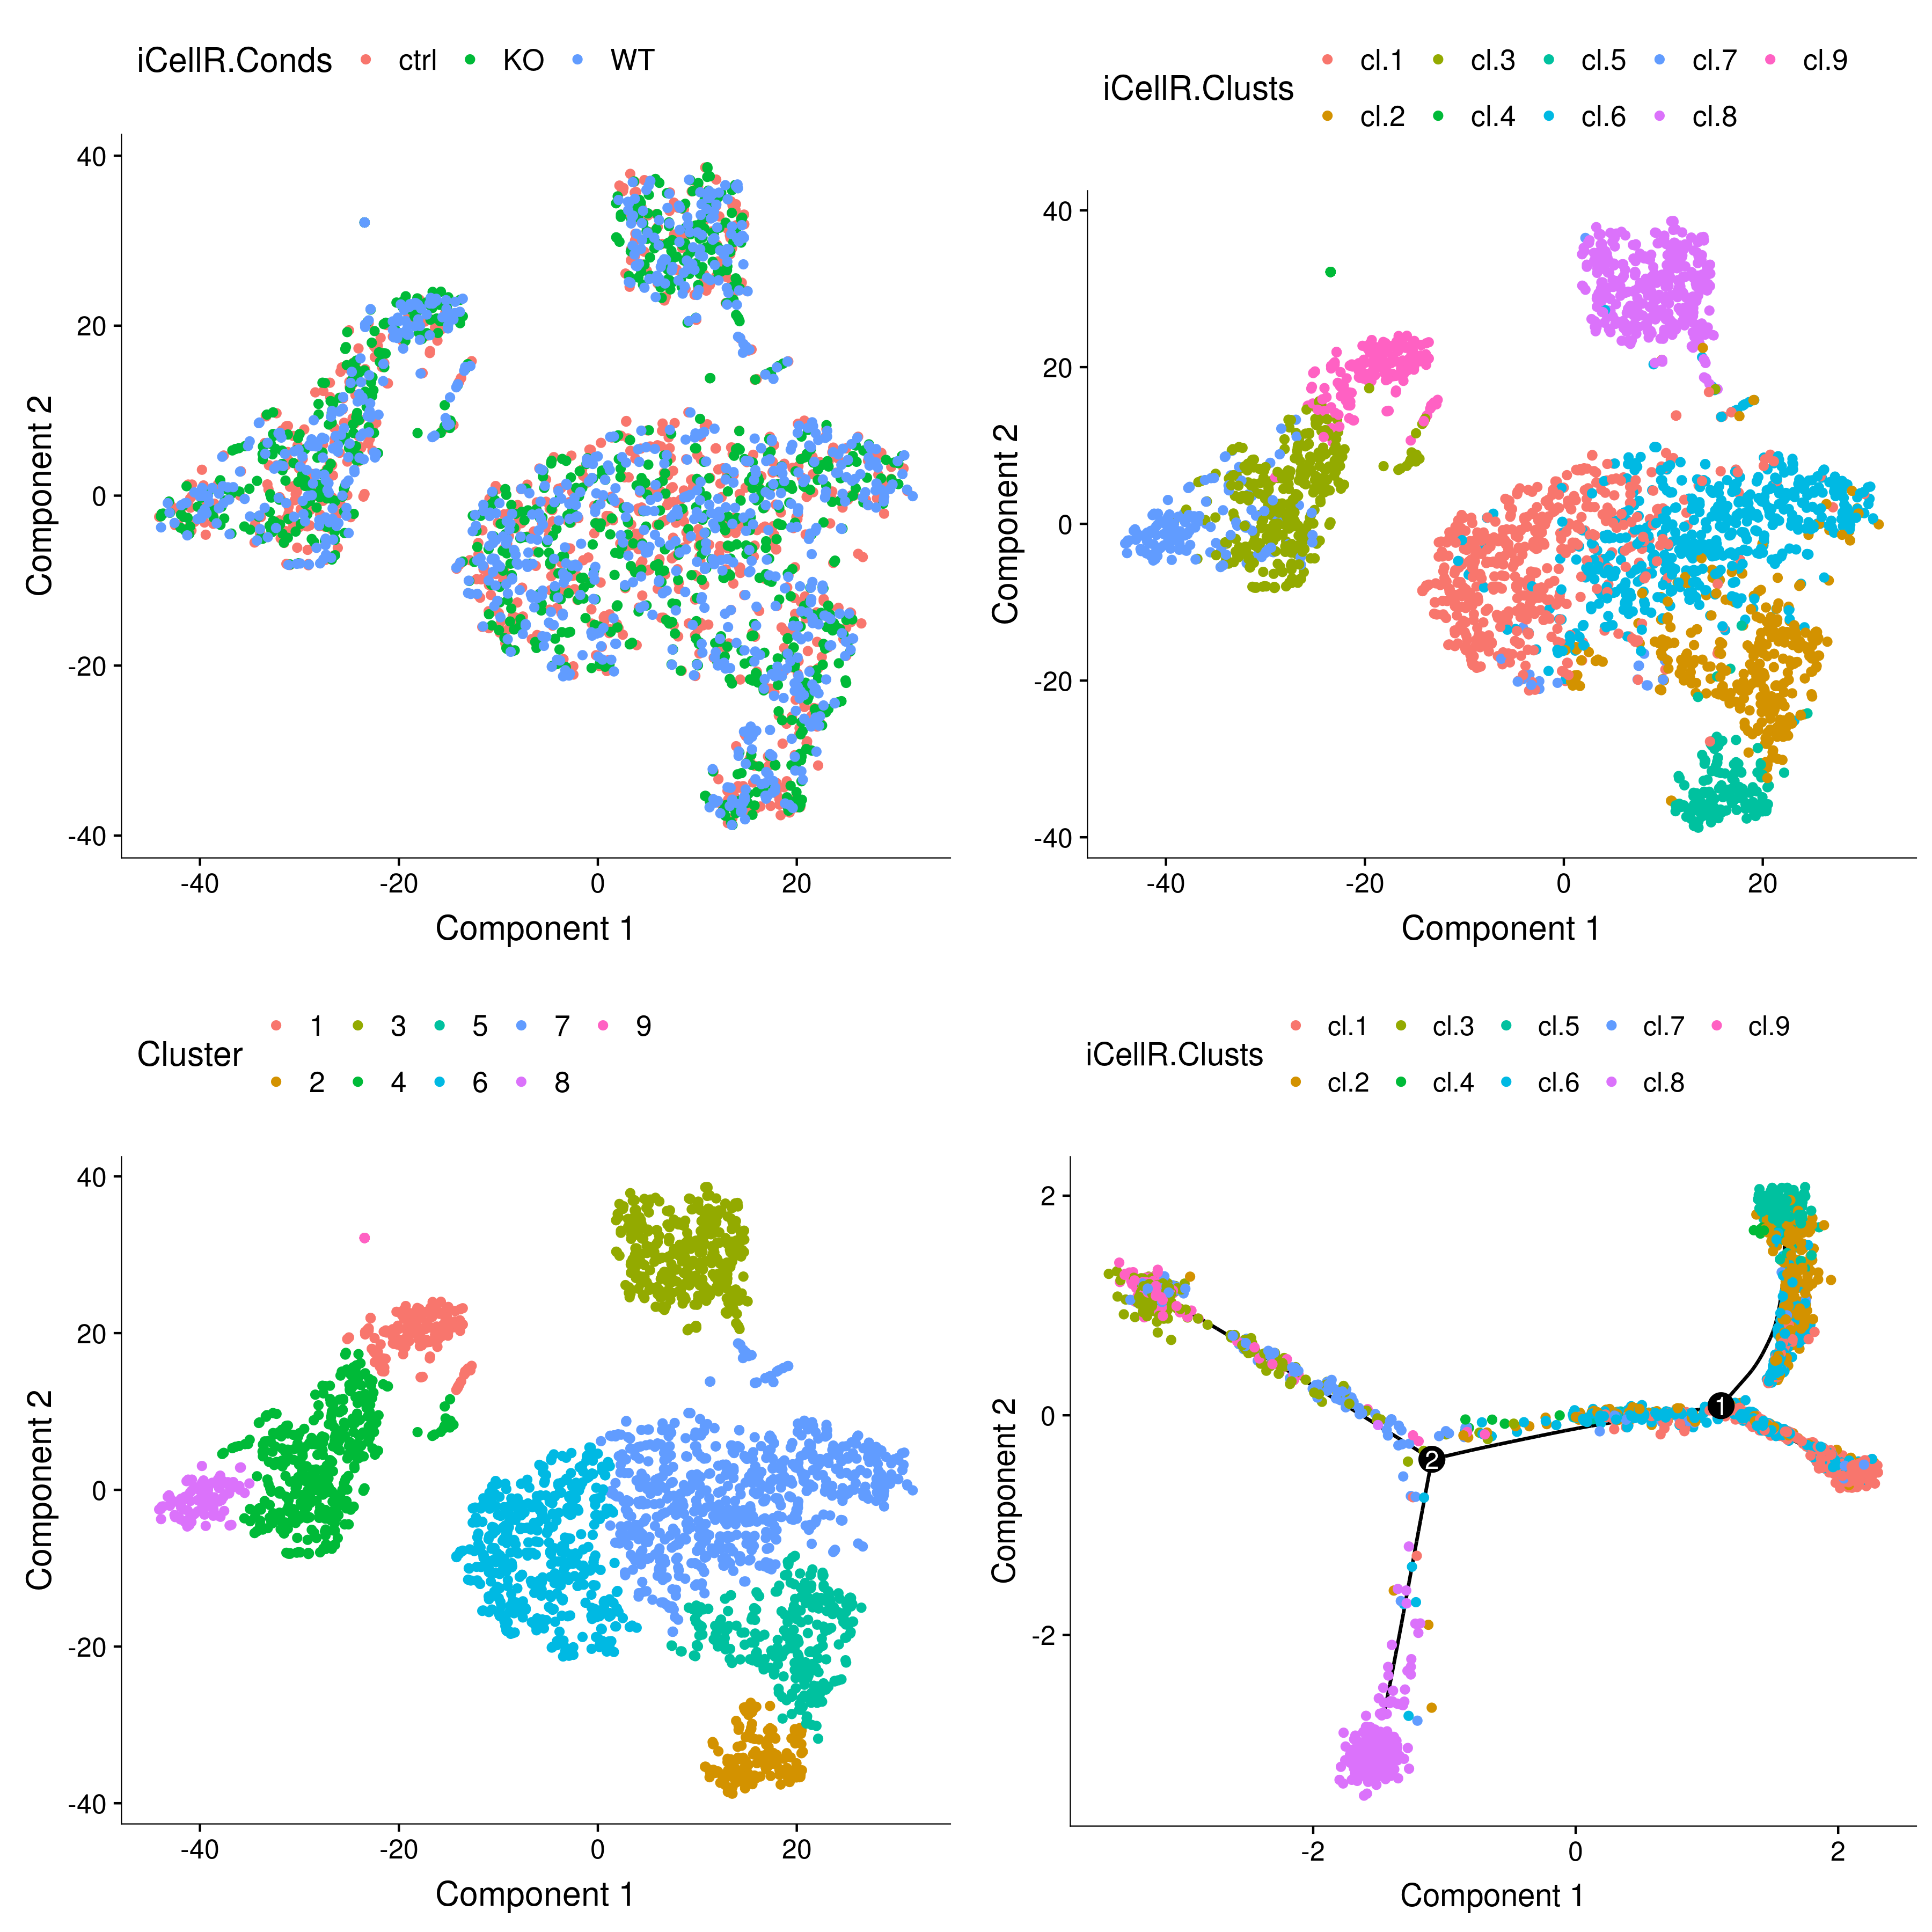 iCellR.Conds ctrl KO WT
40
20
0
-20
-40
Component 2
-40 -20 0 20
Component 1
iCellR.Clusts
cl.1 cl.3 cl.5 cl.7 cl.9
cl.2 cl.4 cl.6 cl.8
40
20
0
-20
-40
Component 2
-40 -20 0 20
Component 1
Cluster
1 3 5 7 9
2 4 6 8
40
20
0
-20
-40
Component 2
-40 -20 0 20
Component 1
iCellR.Clusts
cl.1 cl.3 cl.5 cl.7 cl.9
cl.2 cl.4 cl.6 cl.8
2
0
-2
Component 2
1
2
-2 0 2
Component 1